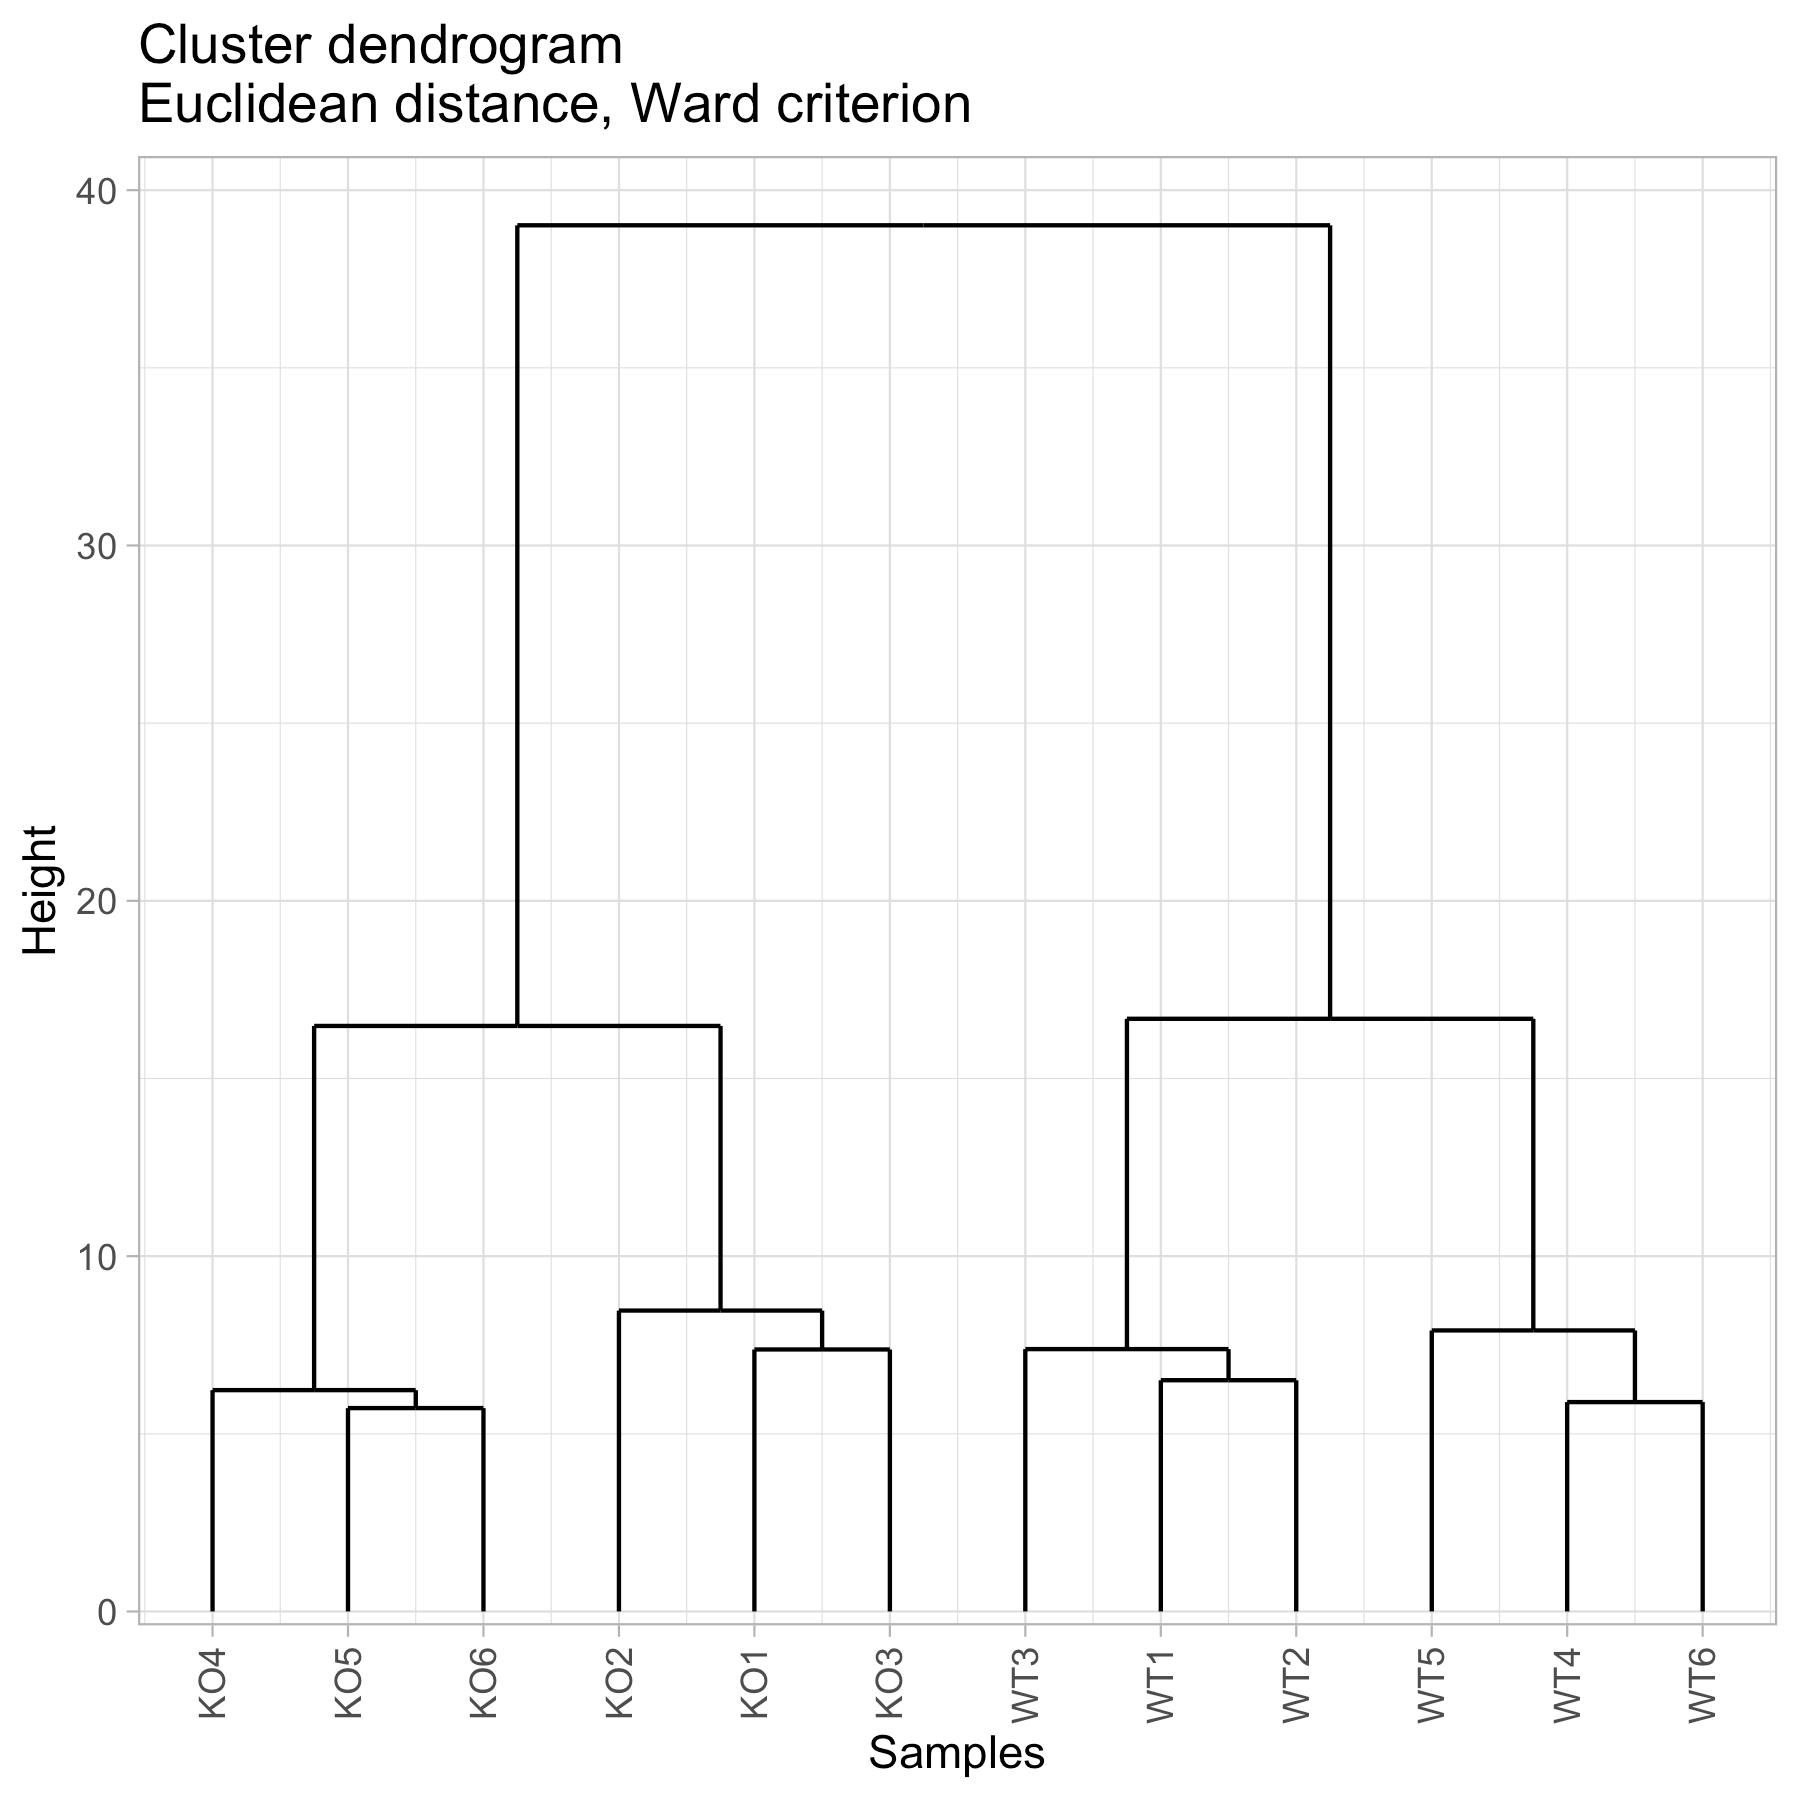 Cluster dendrogram
Euclidean distance, Ward criterion
40
30
20
10
0
Height
KO4
KO5
KO6
KO2
KO1
KO3
WT3
WT1
WT2
WT5
WT4
WT6
Samples